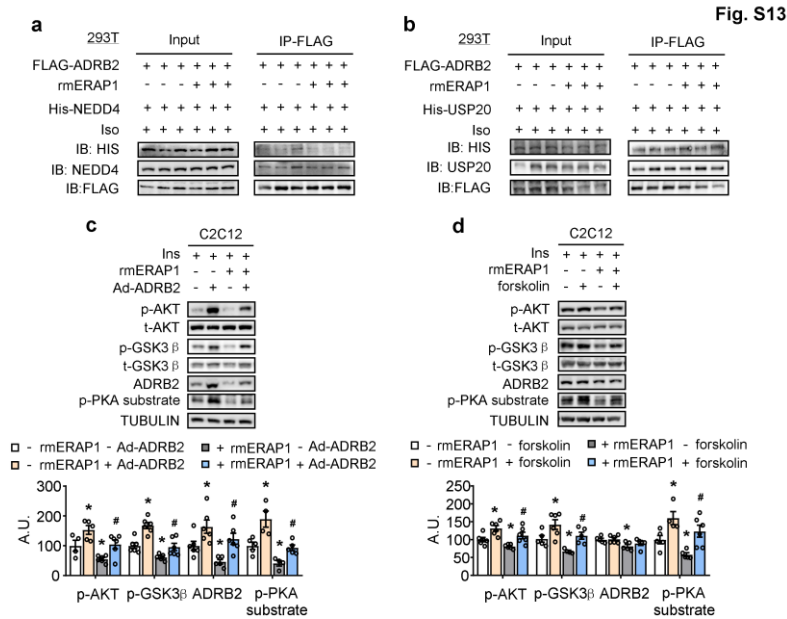 Fig. S13
a
293T Input IP-FLAG
FLAG-ADRB2 + + + + + + + + + + + +
rmERAP1 - - - + + + - - - + + +
His-NEDD4 + + + + + + + + + + + +
Iso + + + + + + + + + + + +
IB: HIS
IB: NEDD4
IB:FLAG
b
293T Input IP-FLAG
FLAG-ADRB2 + + + + + + + + + + + +
rmERAP1 - - - + + + - - - + + +
His-USP20 + + + + + + + + + + + +
Iso + + + + + + + + + + + +
IB: HIS
IB: USP20
IB:FLAG
c
C2C12
Ins + + + +
rmERAP1 - - + +
Ad-ADRB2 - + - +
p-AKT
t-AKT
p-GSK3 β
t-GSK3 β
ADRB2
p-PKA substrate
TUBULIN
- rmERAP1 - Ad-ADRB2 + rmERAP1 - Ad-ADRB2
- rmERAP1 + Ad-ADRB2 + rmERAP1 + Ad-ADRB2
A.U.
300
200
100
0
* * # * * # * * # * * #
p-AKT p-GSK3β ADRB2 p-PKA
substrate
d
C2C12
Ins + + + +
rmERAP1 - - + +
forskolin - + - +
p-AKT
t-AKT
p-GSK3 β
t-GSK3 β
ADRB2
p-PKA substrate
TUBULIN
- rmERAP1 - forskolin + rmERAP1 - forskolin
- rmERAP1 + forskolin + rmERAP1 + forskolin
A.U.
250
200
150
100
50
0
* * # * * # * * * #
p-AKT p-GSK3β ADRB2 p-PKA
substrate